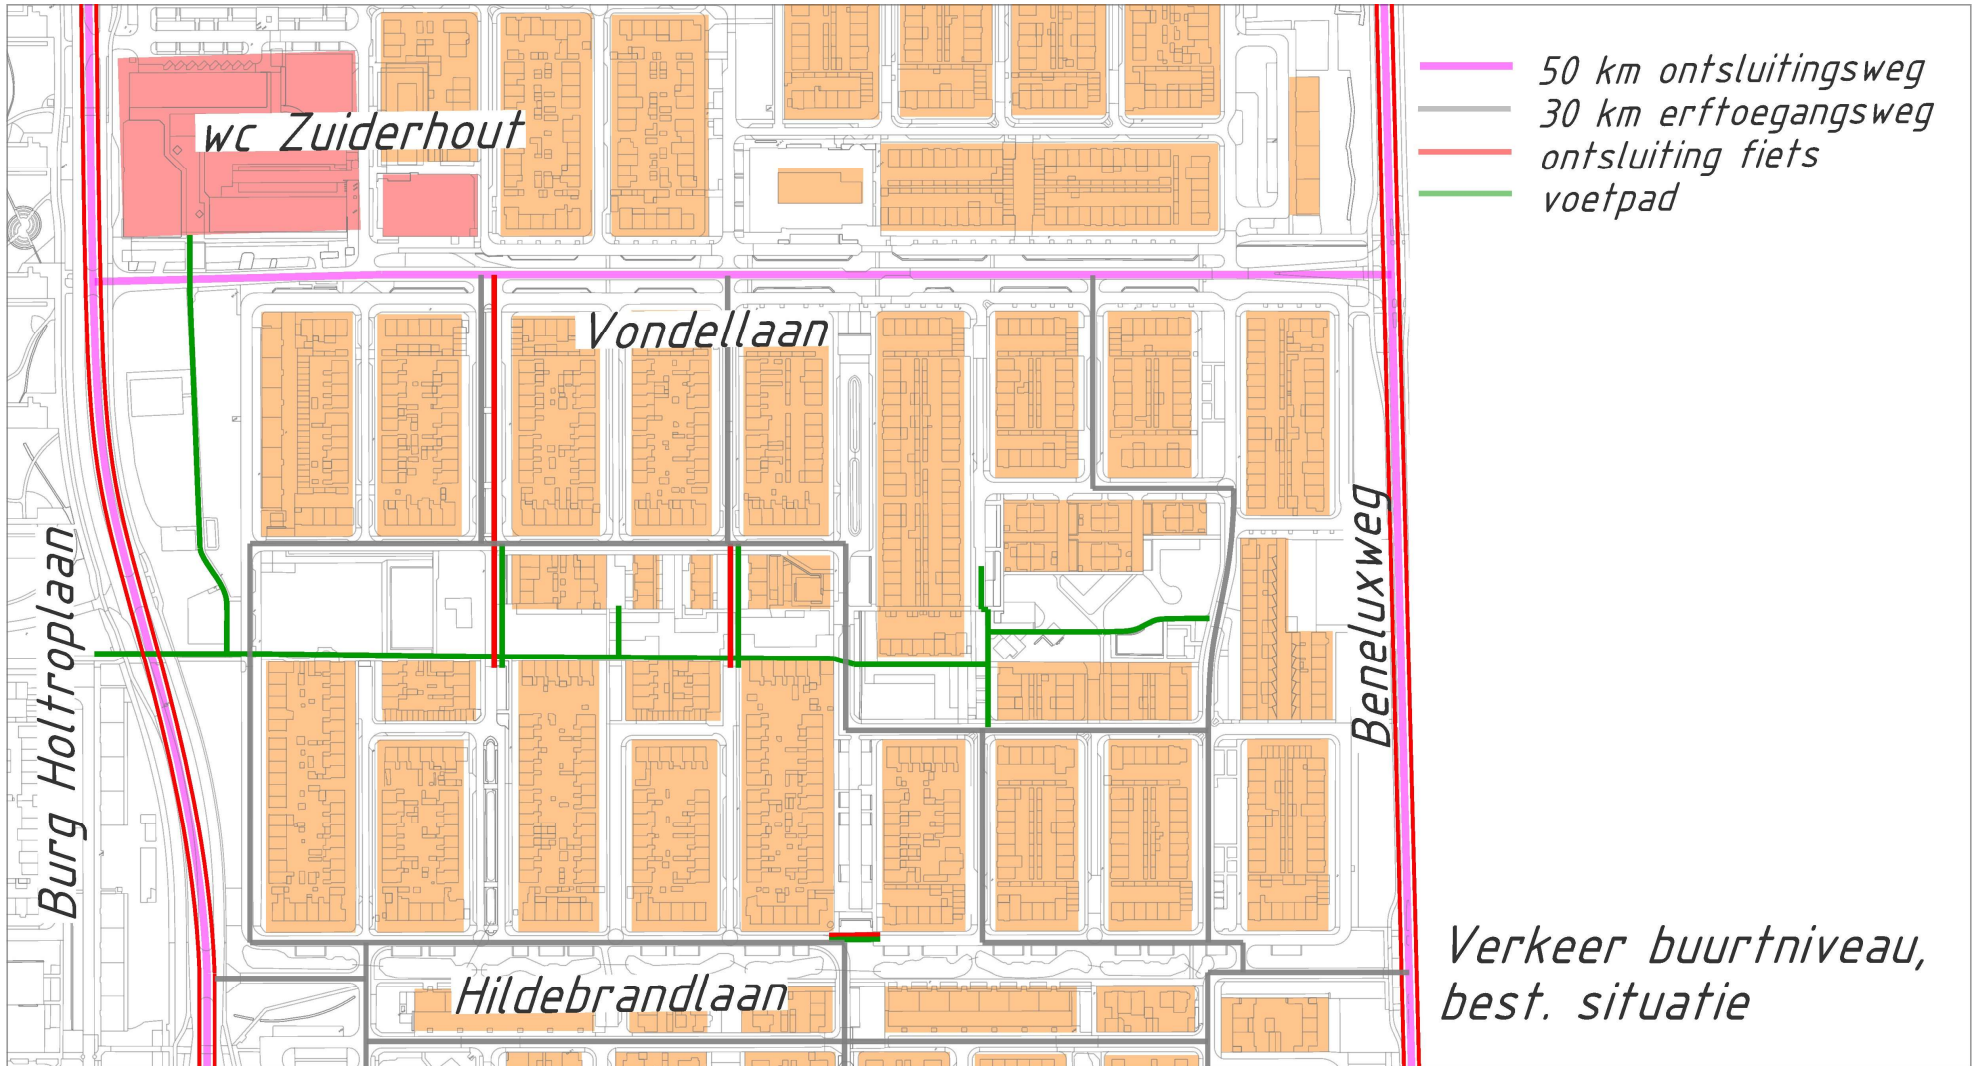 50 km ontsluitingsweg
30 km erftoegangsweg
ontsluiting fiets
voetpad
wc Zuiderhout
Vondellaan
Burg Holtroplaan
Beneluxweg
Hildebrandlaan
Verkeer buurtniveau,
best. situatie